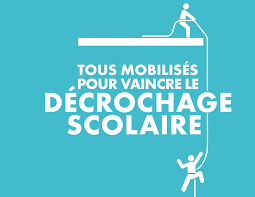 TOUS MOBILISÉS
POUR VAINCRE LE
DÉCROCHAGE
SCOLAIRE